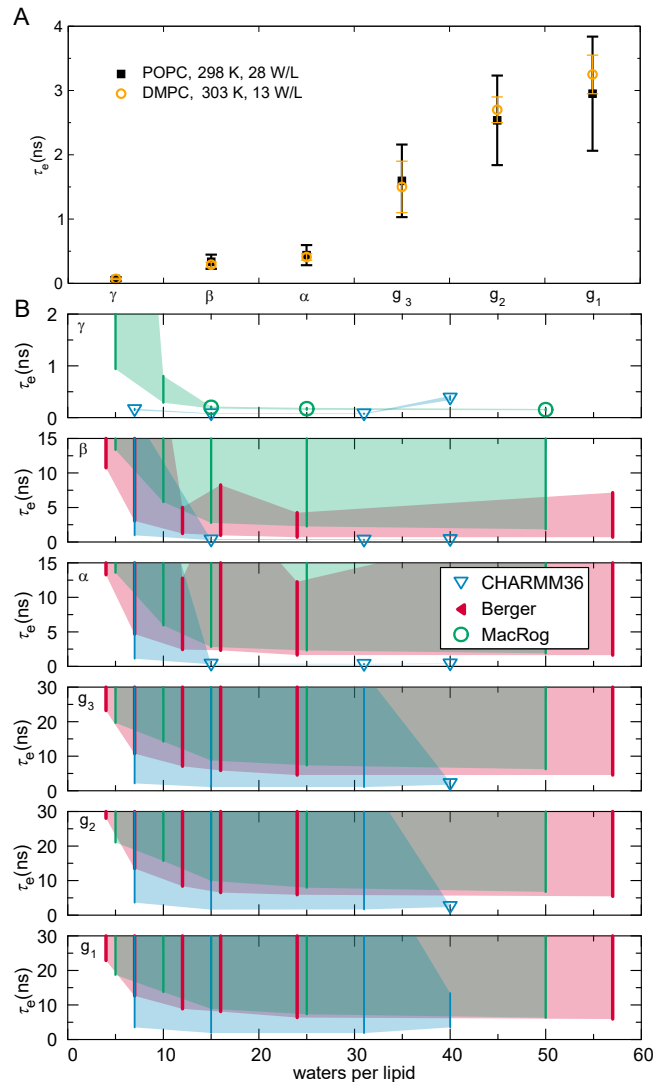 A
4
3
2
1
0
τe(ns)
POPC, 298 K, 28 W/L
DMPC, 303 K, 13 W/L
γ β α g3 g2 g1
B
γ
2
1
0
τe(ns)
β
15
10
5
0
τe(ns)
α
15
10
5
0
τe(ns)
CHARMM36
Berger
MacRog
g3
30
20
10
0
τe(ns)
g2
30
20
10
0
τe(ns)
g1
30
20
10
0
τe(ns)
0 10 20 30 40 50 60
waters per lipid